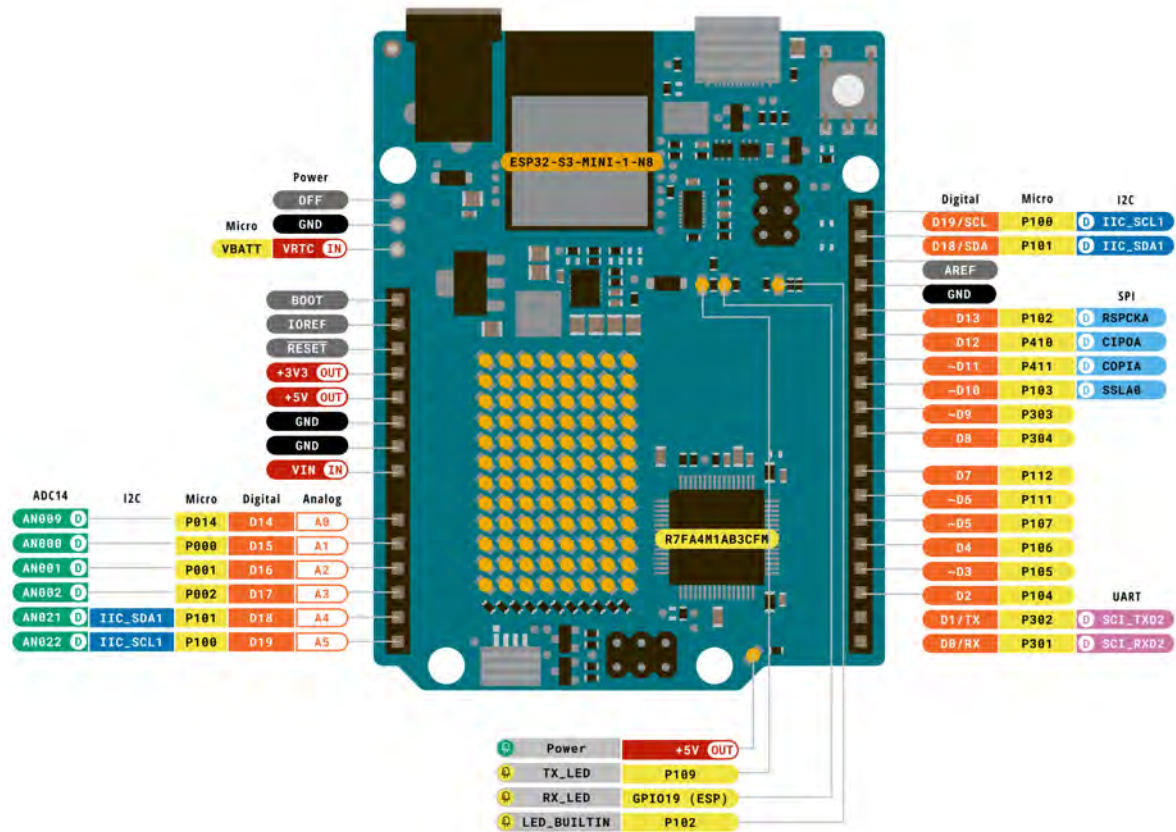 ESP32-S3-MINI-1-N8
Power
OFF
Micro GND
VBATT VRTC IN
BOOT
IOREF
RESET
+3V3 OUT
+5V OUT
GND
GND
VIN IN
ADC14 I2C Micro Digital Analog
AN009 D P014 D14 A0
AN000 D P000 D15 A1
AN001 D P001 D16 A2
AN002 D P002 D17 A3
AN021 D IIC_SDA1 P101 D18 A4
AN022 D IIC_SCL1 P100 D19 A5
R7FA4M1AB3CFM
Digital Micro I2C
D19/SCL P100 D IIC_SCL1
D18/SDA P101 D IIC_SDA1
AREF
GND
SPI
D13 P102 D RSPCKA
D12 P410 D CIPOA
~D11 P411 D COPIA
~D10 P103 D SSLA0
~D9 P303
D8 P304
D7 P112
~D6 P111
~D5 P107
D4 P106
~D3 P105
D2 P104
UART
D1/TX P302 D SCI_TXD2
D0/RX P301 D SCI_RXD2
Power +5V OUT
TX_LED P109
RX_LED GPIO19 (ESP)
LED_BUILTIN P102